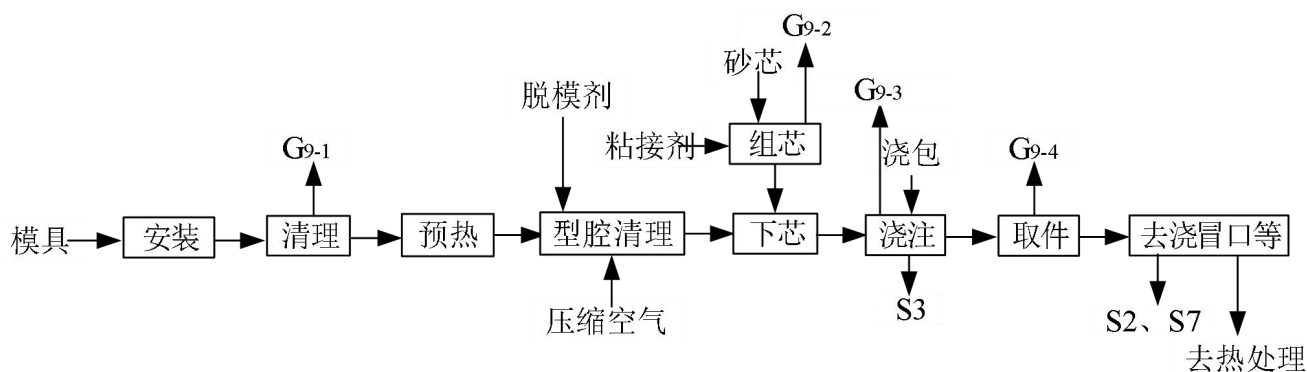 G9-2
砂芯
G9-3
脱模剂
粘接剂
组芯
浇包
G9-1
G9-4
模具
安装
清理
预热
型腔清理
下芯
浇注
取件
去浇冒口等
压缩空气
S3
S2、S7
去热处理